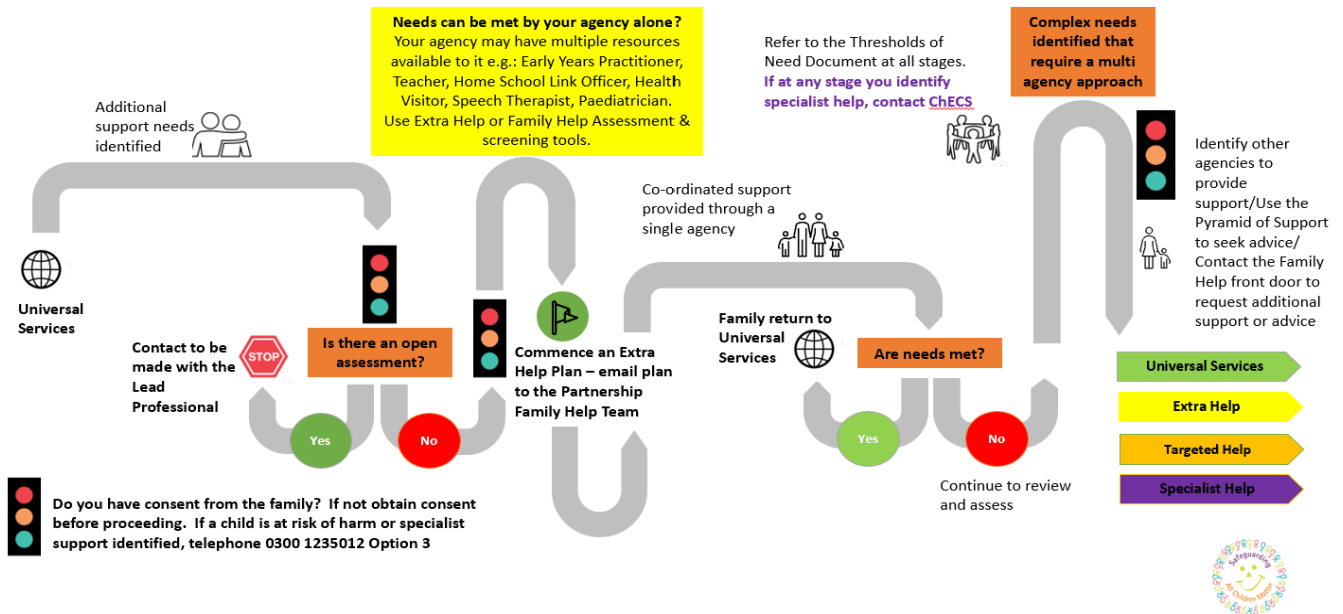 Additional
support needs
identified
Universal
Services
Needs can be met by your agency alone?
Your agency may have multiple resources
available to it e.g.: Early Years Practitioner,
Teacher, Home School Link Officer, Health
Visitor, Speech Therapist, Paediatrician.
Use Extra Help or Family Help Assessment &
screening tools.
Contact to be
made with the
Lead
Professional
STOP
Is there an open
assessment?
Yes
No
Commence an Extra
Help Plan – email plan
to the Partnership
Family Help Team
Co-ordinated support
provided through a
single agency
Refer to the Thresholds of
Need Document at all stages.
If at any stage you identify
specialist help, contact ChECS
Family return to
Universal
Services
Are needs met?
Yes
No
Continue to review
and assess
Complex needs
identified that
require a multi
agency approach
Identify other
agencies to
provide
support/Use the
Pyramid of Support
to seek advice/
Contact the Family
Help front door to
request additional
support or advice
Universal Services
Extra Help
Targeted Help
Specialist Help
Do you have consent from the family? If not obtain consent
before proceeding. If a child is at risk of harm or specialist
support identified, telephone 0300 1235012 Option 3
Safeguarding
All Children Matter